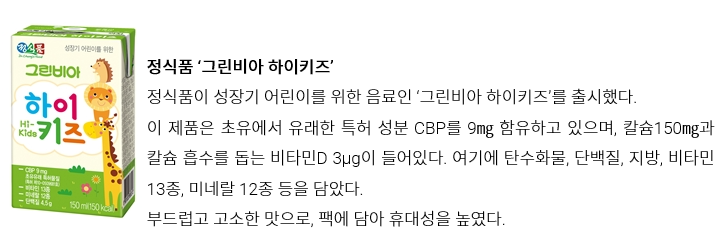 정식품
성장기 어린이를 위한
그린비아
하이
Hi-
Kids
키즈
CBP 9 mg
비타민 13종
미네랄 12종
단백질 4.5 g
150 ml(150 kcal)
정식품 ‘그린비아 하이키즈’
정식품이 성장기 어린이를 위한 음료인 ‘그린비아 하이키즈’를 출시했다.
이 제품은 초유에서 유래한 특허 성분 CBP를 9㎎ 함유하고 있으며, 칼슘150㎎과
칼슘 흡수를 돕는 비타민D 3μg이 들어있다. 여기에 탄수화물, 단백질, 지방, 비타민
13종, 미네랄 12종 등을 담았다.
부드럽고 고소한 맛으로, 팩에 담아 휴대성을 높였다.